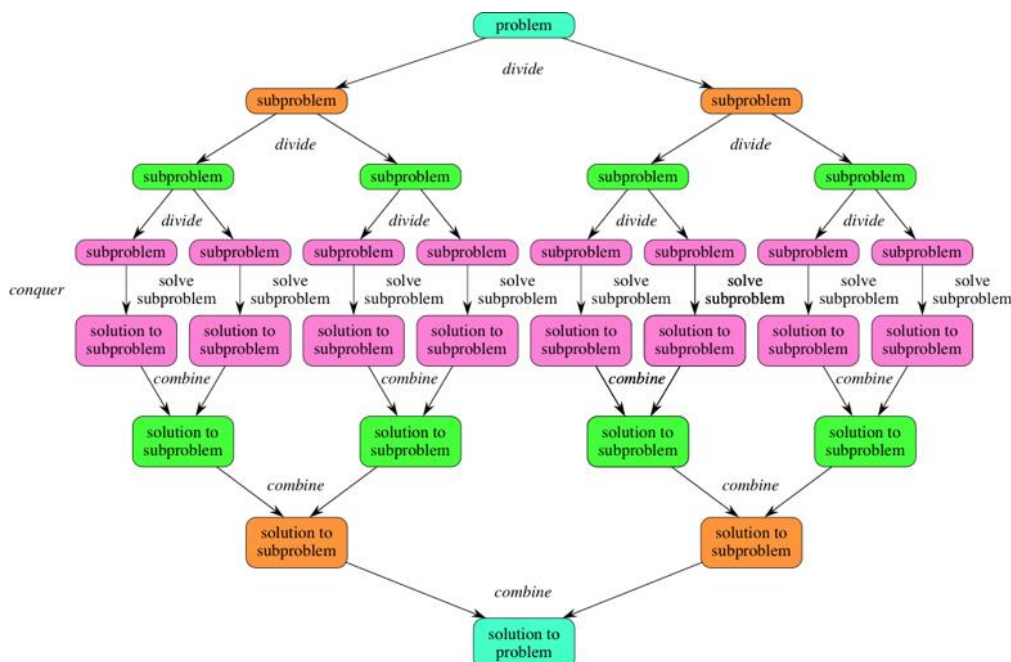 problem
divide
subproblem
subproblem
divide
divide
subproblem
subproblem
subproblem
subproblem
divide
divide
divide
divide
subproblem
subproblem
subproblem
subproblem
subproblem
subproblem
subproblem
subproblem
conquer
solve
subproblem
solve
subproblem
solve
subproblem
solve
subproblem
solve
subproblem
solve
subproblem
solve
subproblem
solve
subproblem
solution to
subproblem
solution to
subproblem
solution to
subproblem
solution to
subproblem
solution to
subproblem
solution to
subproblem
solution to
subproblem
solution to
subproblem
combine
combine
combine
combine
solution to
subproblem
solution to
subproblem
solution to
subproblem
solution to
subproblem
combine
combine
solution to
subproblem
solution to
subproblem
combine
solution to
problem